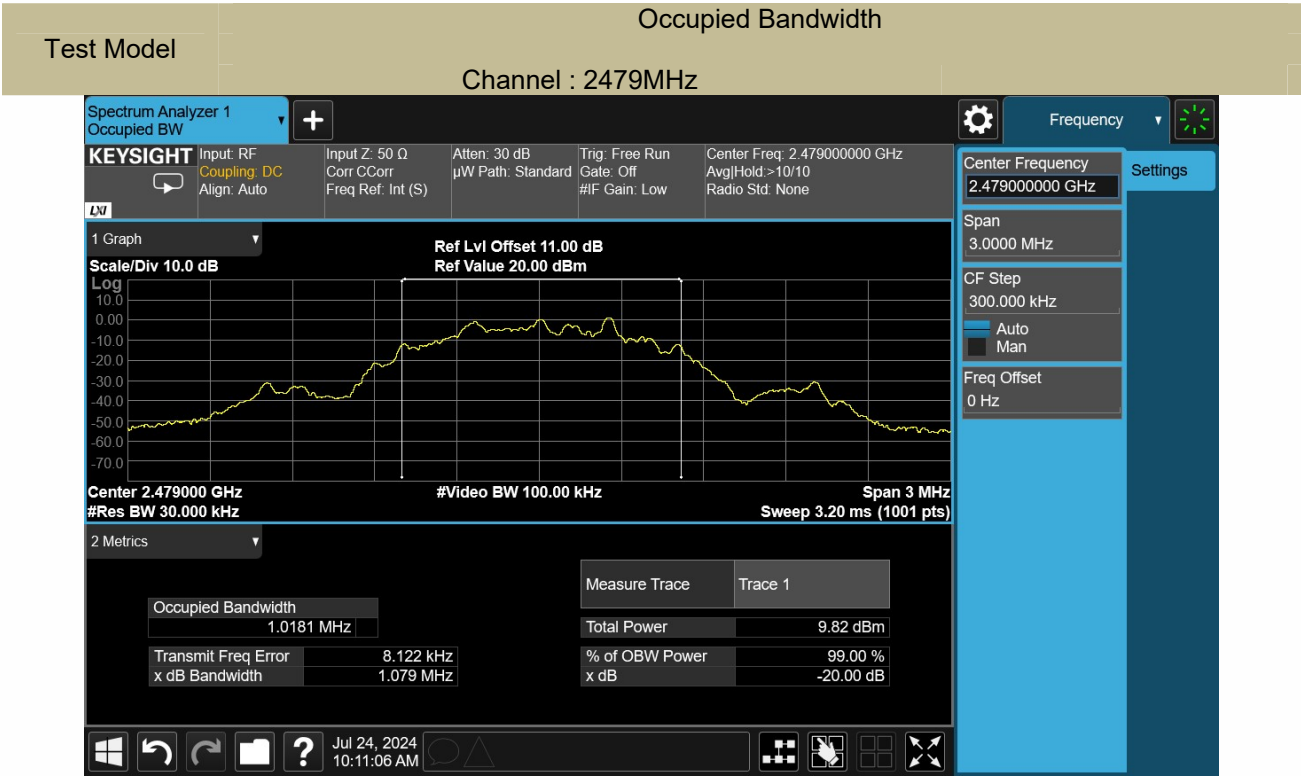 Occupied Bandwidth
Test Model
Channel : 2479MHz
Spectrum Analyzer 1
Occupied BW
+
Frequency
KEYSIGHT
LXI
Input: RF
Coupling: DC
Align: Auto
Input Z: 50 Ω
Corr CCorr
Freq Ref: Int (S)
Atten: 30 dB
µW Path: Standard
Trig: Free Run
Gate: Off
#IF Gain: Low
Center Freq: 2.479000000 GHz
Avg|Hold:>10/10
Radio Std: None
Center Frequency
2.479000000 GHz
Settings
Span
3.0000 MHz
CF Step
300.000 kHz
Auto
Man
Freq Offset
0 Hz
1 Graph
Scale/Div 10.0 dB
Ref Lvl Offset 11.00 dB
Ref Value 20.00 dBm
Log
10.0
0.00
-10.0
-20.0
-30.0
-40.0
-50.0
-60.0
-70.0
Center 2.479000 GHz
#Video BW 100.00 kHz
Span 3 MHz
#Res BW 30.000 kHz
Sweep 3.20 ms (1001 pts)
2 Metrics
Measure Trace Trace 1
Occupied Bandwidth
1.0181 MHz
Total Power 9.82 dBm
Transmit Freq Error 8.122 kHz
% of OBW Power 99.00 %
x dB Bandwidth 1.079 MHz
x dB -20.00 dB
?
Jul 24, 2024
10:11:06 AM